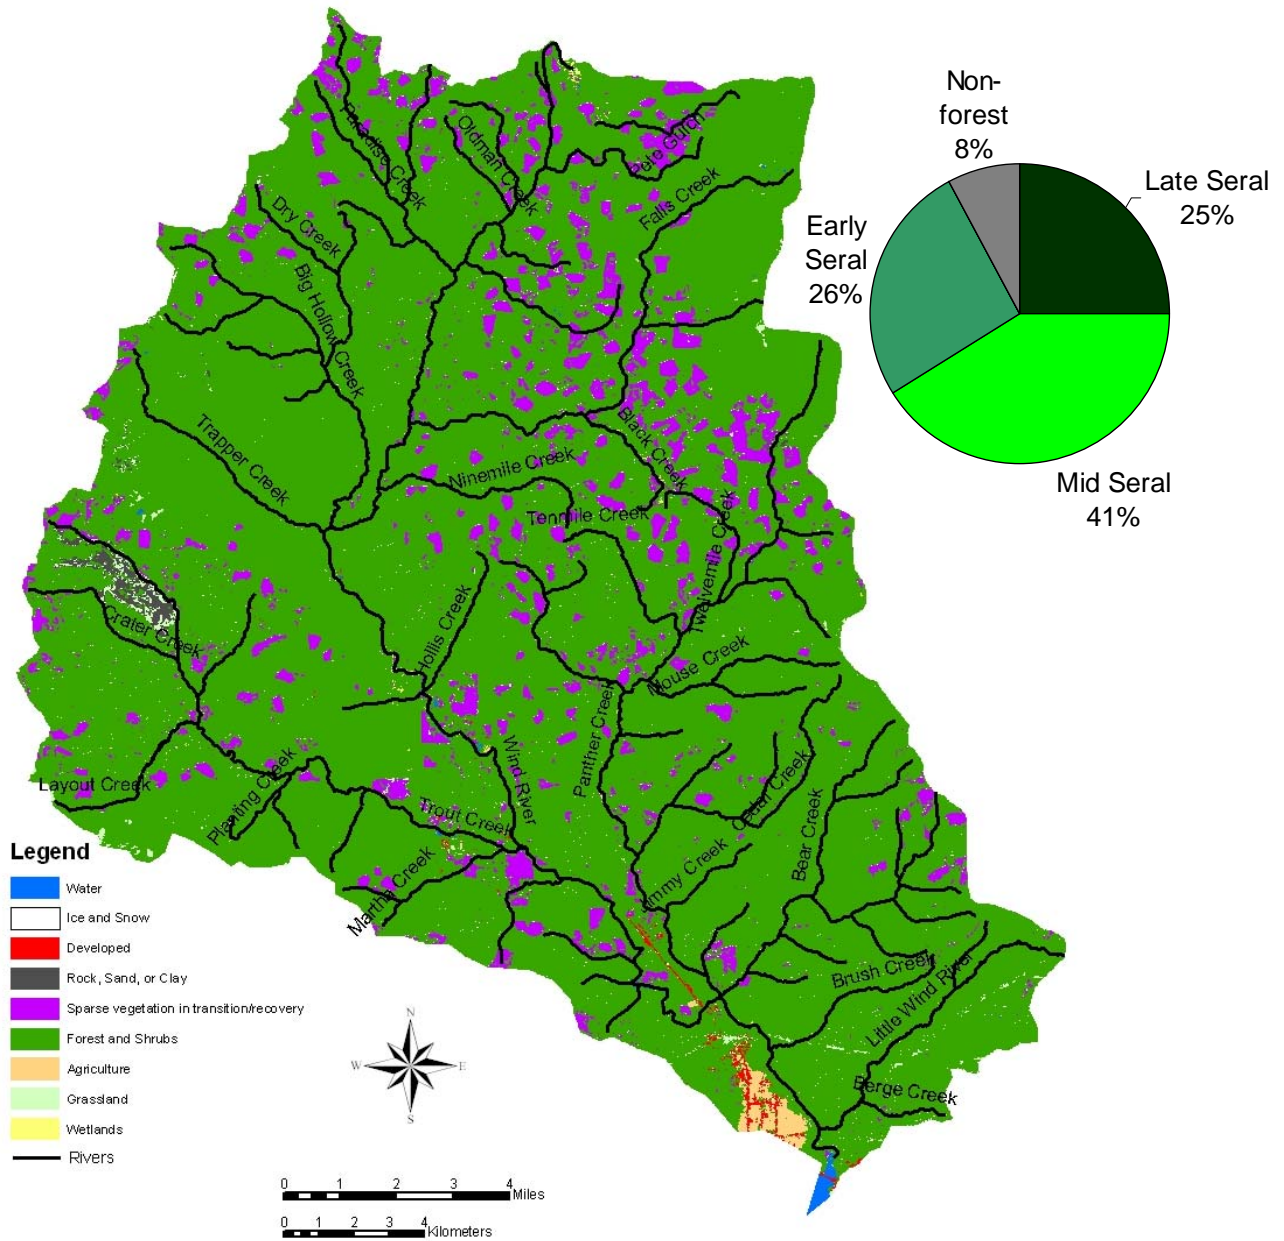 Non-
forest
8%
Late Seral
25%
Early
Seral
26%
Mid Seral
41%
Paradise Creek
Oldman Creek
Pete Gulch
Falls Creek
Dry Creek
Big Hollow Creek
Trapper Creek
Black Creek
Ninemile Creek
Tenmile Creek
Twelvemile Creek
Crater Creek
Hollis Creek
Mouse Creek
Panther Creek
Wind River
Layout Creek
Planting Creek
Trout Creek
Cedar Creek
Bear Creek
Jimmy Creek
Martha Creek
Brush Creek
Little Wind River
Berge Creek
Legend
Water
Ice and Snow
Developed
Rock, Sand, or Clay
Sparse vegetation in transition/recovery
Forest and Shrubs
Agriculture
Grassland
Wetlands
Rivers
N
W E
S
0 1 2 3 4
Miles
0 1 2 3 4
Kilometers